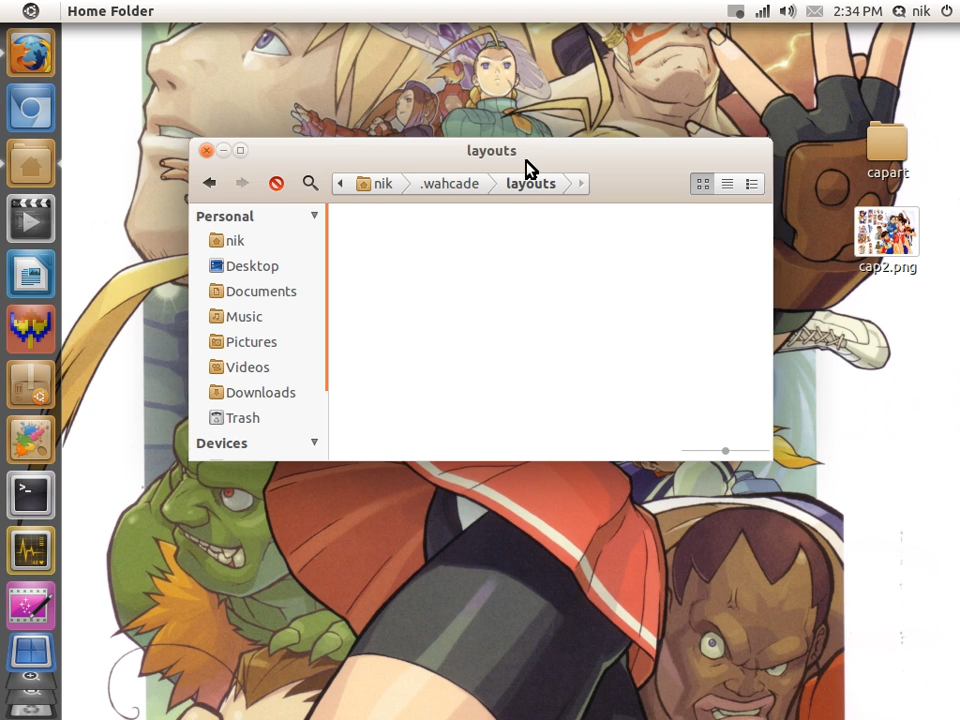 Home Folder
2:34 PM
nik
layouts
nik
.wahcade
layouts
Personal
nik
Desktop
Documents
Music
Pictures
Videos
Downloads
Trash
Devices
capart
cap2.png
>_